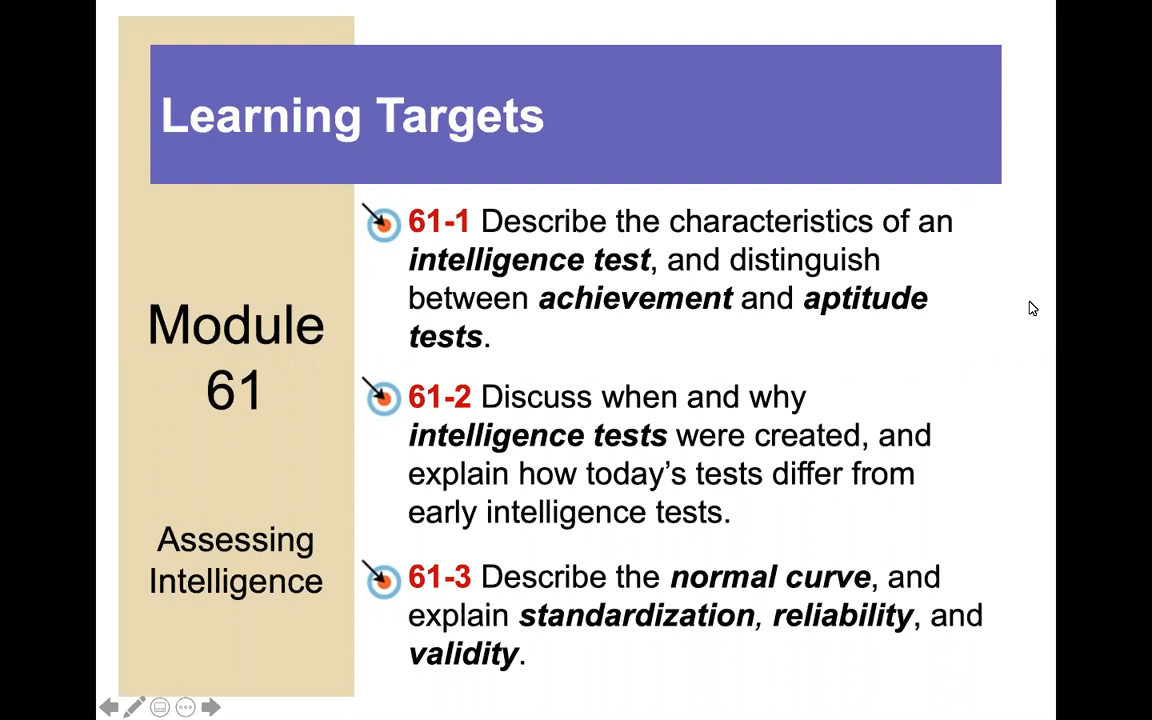 Learning Targets
Module
61
Assessing
Intelligence
61-1 Describe the characteristics of an
intelligence test, and distinguish
between achievement and aptitude
tests.
61-2 Discuss when and why
intelligence tests were created, and
explain how today’s tests differ from
early intelligence tests.
61-3 Describe the normal curve, and
explain standardization, reliability, and
validity.